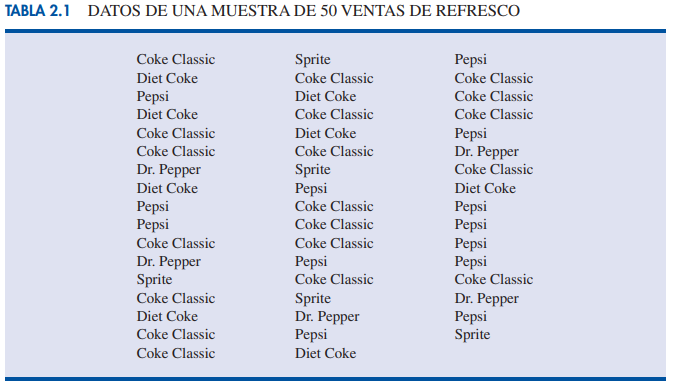 TABLA 2.1 DATOS DE UNA MUESTRA DE 50 VENTAS DE REFRESCO
Coke Classic Sprite Pepsi
Diet Coke Coke Classic Coke Classic
Pepsi Diet Coke Coke Classic
Diet Coke Coke Classic Coke Classic
Coke Classic Diet Coke Pepsi
Coke Classic Coke Classic Dr. Pepper
Dr. Pepper Sprite Coke Classic
Diet Coke Pepsi Diet Coke
Pepsi Coke Classic Pepsi
Pepsi Coke Classic Pepsi
Coke Classic Coke Classic Pepsi
Dr. Pepper Pepsi Pepsi
Sprite Coke Classic Coke Classic
Coke Classic Sprite Dr. Pepper
Diet Coke Dr. Pepper Pepsi
Coke Classic Pepsi Sprite
Coke Classic Diet Coke